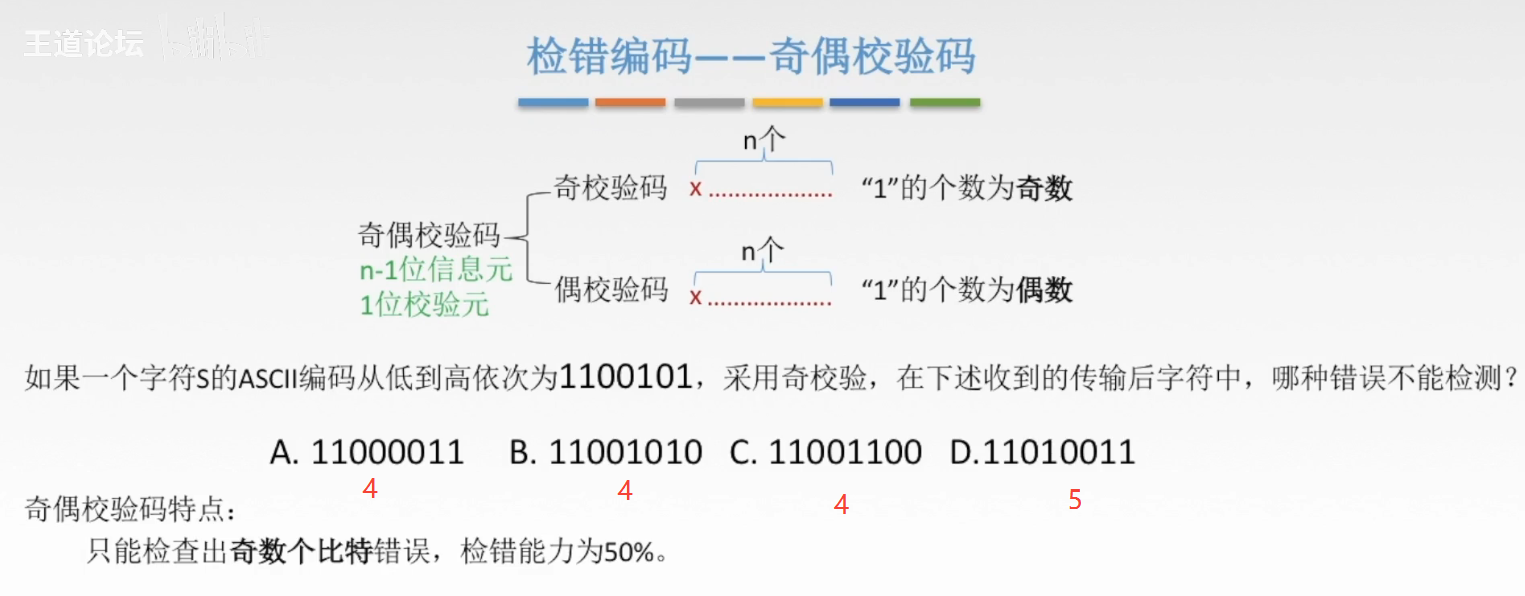 王道论坛 bilibili
检错编码——奇偶校验码
n个
奇校验码 x................... “1”的个数为奇数
奇偶校验码
n-1位信息元
1位校验元
n个
偶校验码 x................... “1”的个数为偶数
如果一个字符S的ASCII编码从低到高依次为1100101，采用奇校验，在下述收到的传输后字符中，哪种错误不能检测？
A. 11000011 B. 11001010 C. 11001100 D.11010011
4 4 4 5
奇偶校验码特点：
只能检查出奇数个比特错误，检错能力为50%。